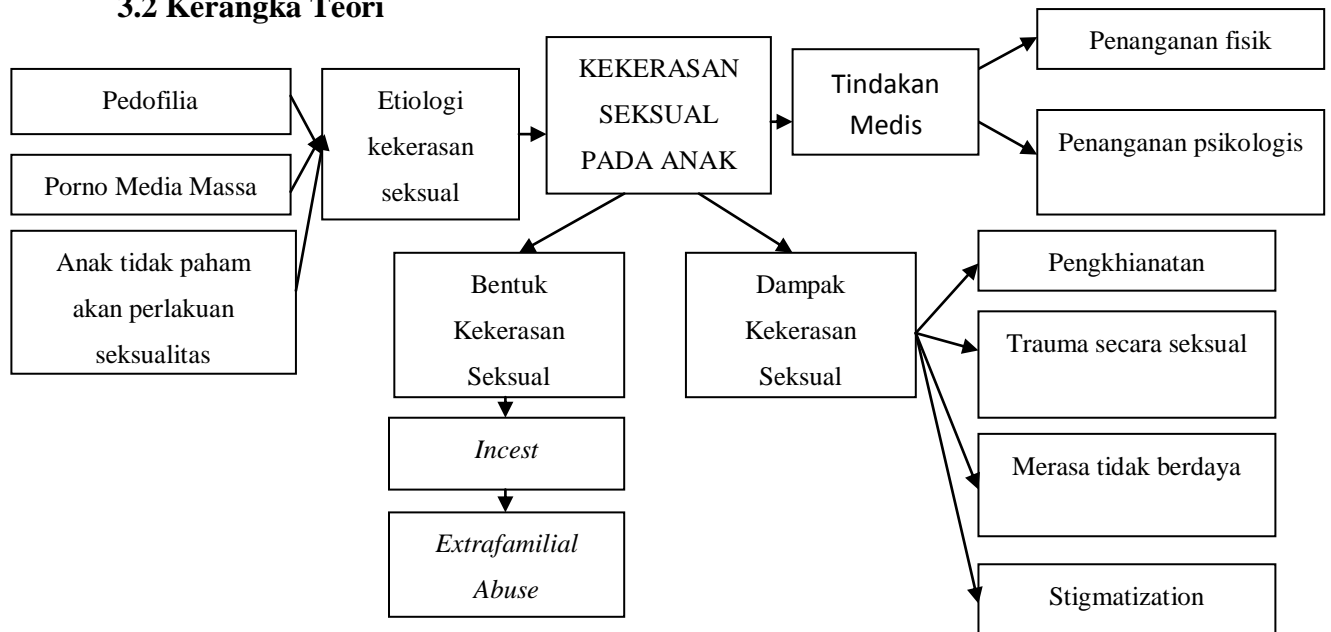 3.2 Kerangka Teori
Pedofilia
Porno Media Massa
Anak tidak paham
akan perlakuan
seksualitas
Etiologi
kekerasan
seksual
KEKERASAN
SEKSUAL
PADA ANAK
Tindakan
Medis
Penanganan fisik
Penanganan psikologis
Bentuk
Kekerasan
Seksual
Incest
Extrafamilial
Abuse
Dampak
Kekerasan
Seksual
Pengkhianatan
Trauma secara seksual
Merasa tidak berdaya
Stigmatization